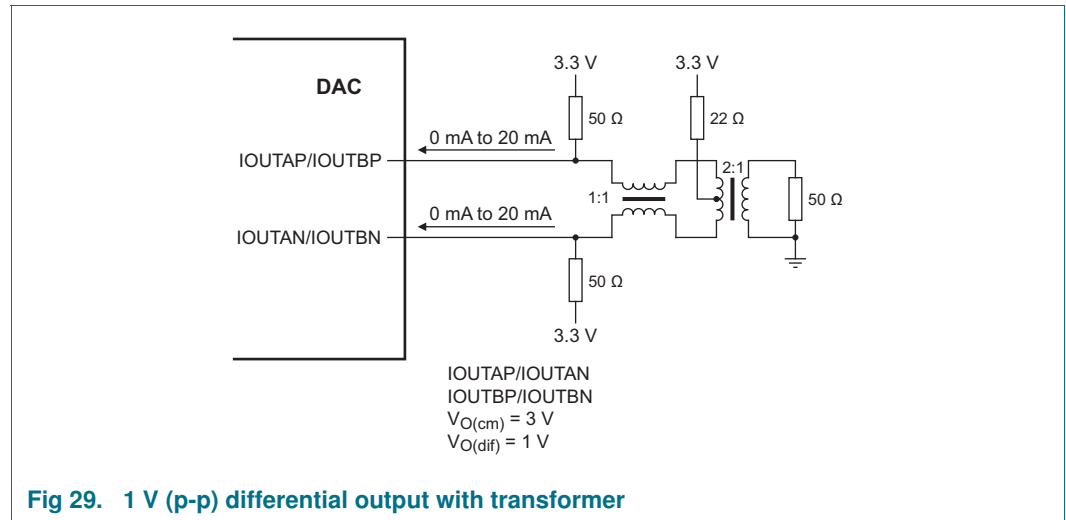 3.3 V
3.3 V
DAC
50 Ω
22 Ω
0 mA to 20 mA
IOUTAP/IOUTBP
2:1
1:1
50 Ω
0 mA to 20 mA
IOUTAN/IOUTBN
50 Ω
3.3 V
IOUTAP/IOUTAN
IOUTBP/IOUTBN
VO(cm) = 3 V
VO(dif) = 1 V
Fig 29. 1 V (p-p) differential output with transformer